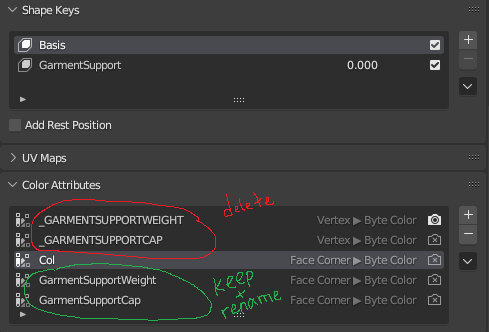 Shape Keys
Basis
GarmentSupport 0.000
Add Rest Position
UV Maps
Color Attributes
_GARMENTSUPPORTWEIGHT Vertex ▶ Byte Color
delete
_GARMENTSUPPORTCAP Vertex ▶ Byte Color
Col Face Corner ▶ Byte Color
GarmentSupportWeight Face Corner ▶ Byte Color
keep
+
rename
GarmentSupportCap Face Corner ▶ Byte Color